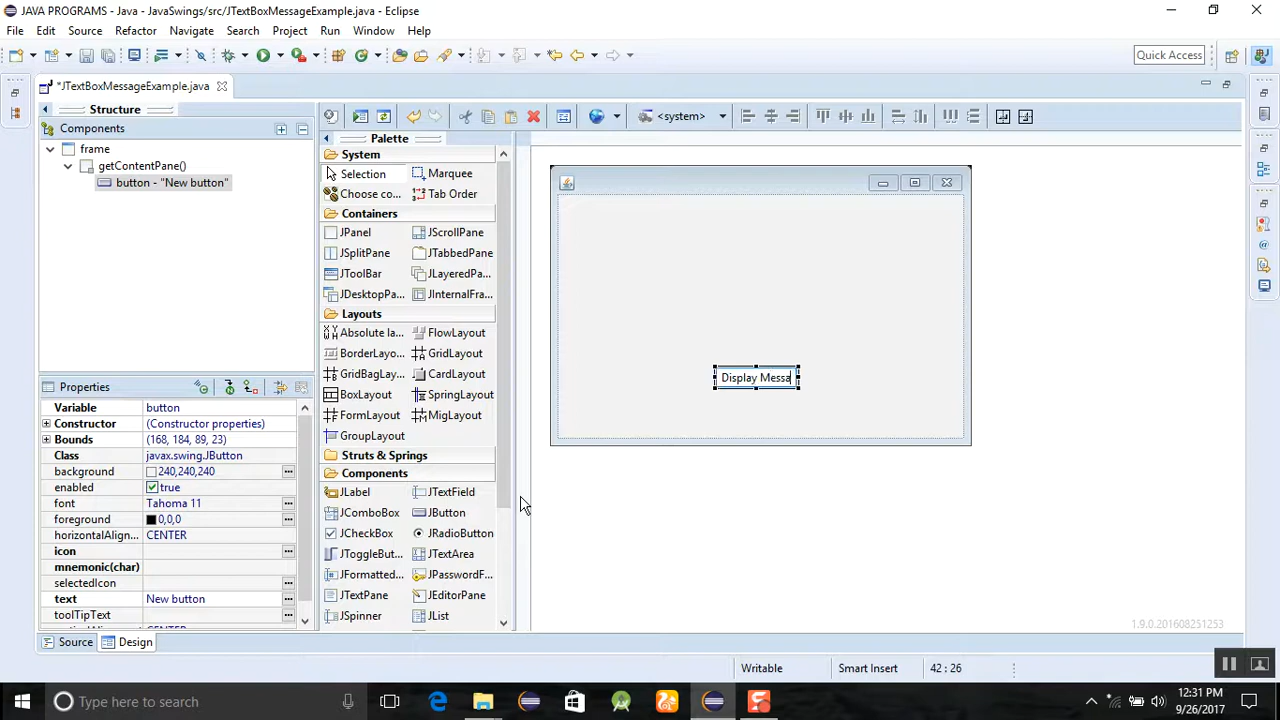 JAVA PROGRAMS - Java - JavaSwings/src/JTextBoxMessageExample.java - Eclipse
File Edit Source Refactor Navigate Search Project Run Window Help
Quick Access
*JTextBoxMessageExample.java
Structure
Components
frame
getContentPane()
button - "New button"
Properties
Variable button
Constructor (Constructor properties)
Bounds (168, 184, 89, 23)
Class javax.swing.JButton
background 240,240,240
enabled true
font Tahoma 11
foreground 0,0,0
horizontalAlign... CENTER
icon
mnemonic(char)
selectedIcon
text New button
toolTipText
Source Design
<system>
Palette
System
Selection Marquee
Choose co... Tab Order
Containers
JPanel JScrollPane
JSplitPane JTabbedPane
JToolBar JLayeredPa...
JDesktopPa... JInternalFra...
Layouts
Absolute la... FlowLayout
BorderLayo... GridLayout
GridBagLay... CardLayout
BoxLayout SpringLayout
FormLayout MigLayout
GroupLayout
Struts & Springs
Components
JLabel JTextField
JComboBox JButton
JCheckBox JRadioButton
JToggleBut... JTextArea
JFormatted... JPasswordF...
JTextPane JEditorPane
JSpinner JList
Display Messa
1.9.0.201608251253
Writable Smart Insert 42 : 26
Type here to search
12:31 PM
9/26/2017